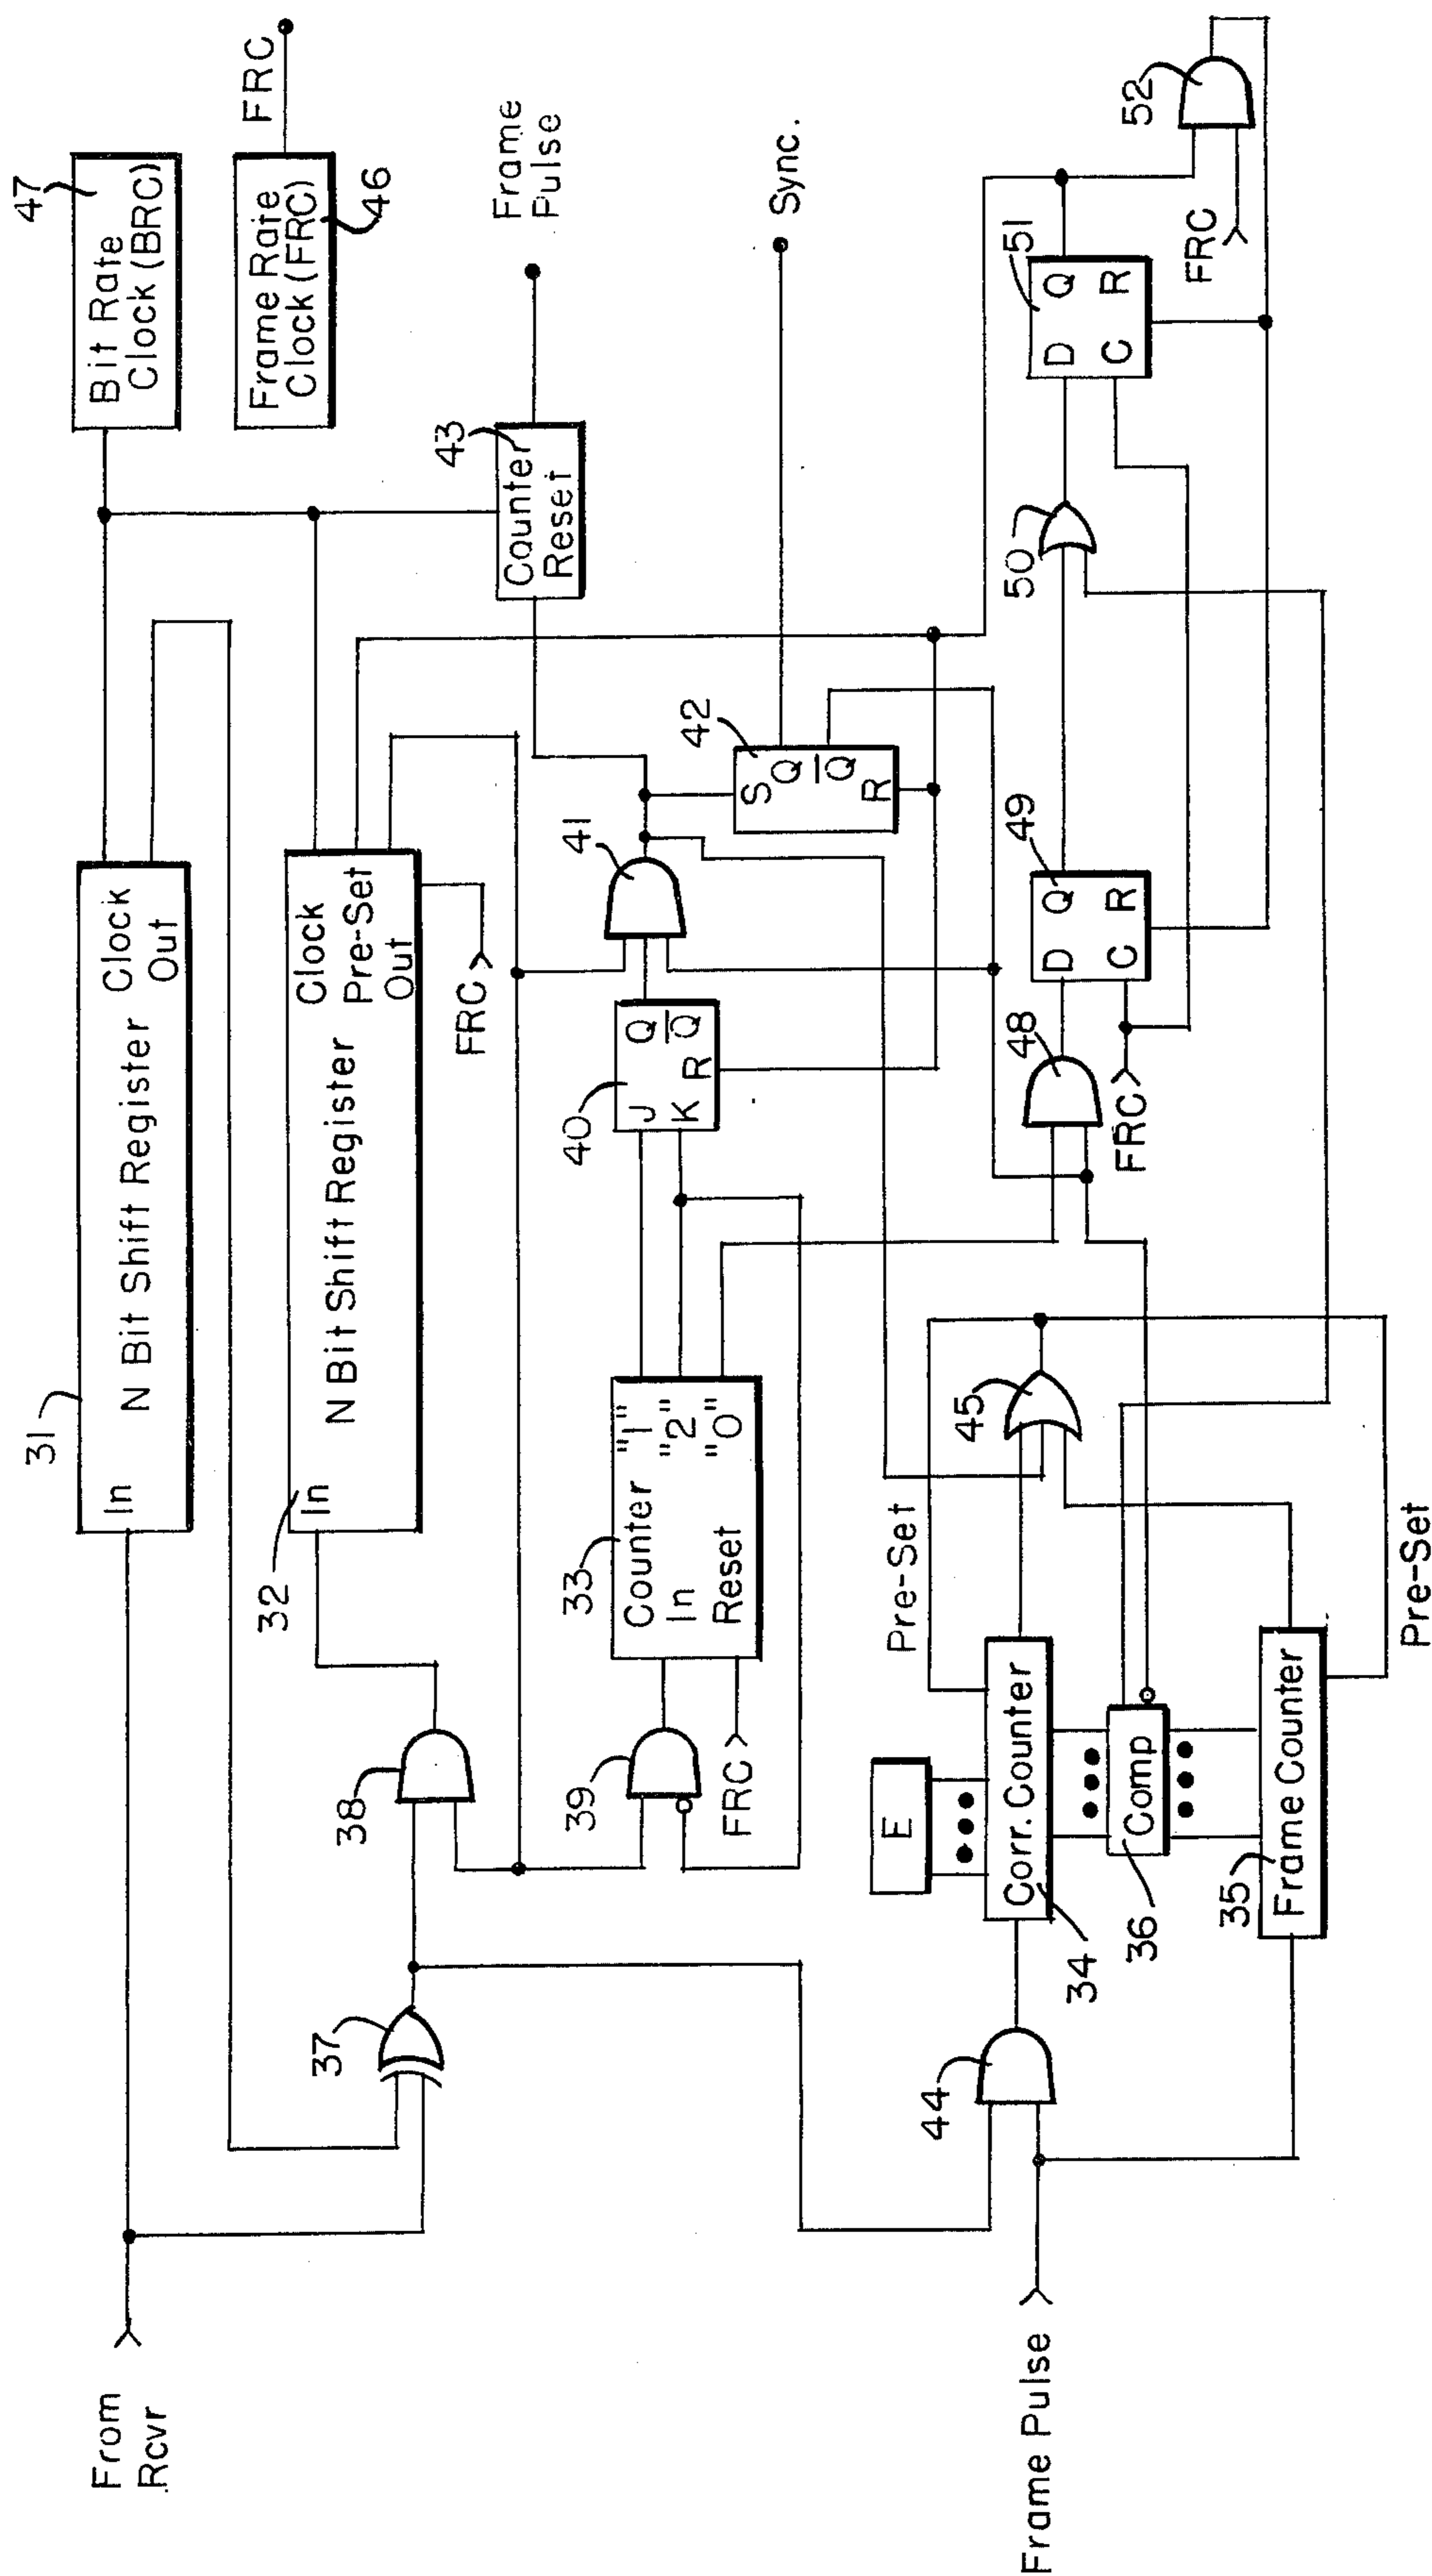 From
Rcvr
31
In
N Bit Shift Register
Clock
Out
47
Bit Rate
Clock (BRC)
32
In
N Bit Shift Register
Clock
Pre-Set
Out
FRC
Frame Rate
Clock (FRC)
46
FRC
37
38
39
FRC
33
Counter
In
Reset
"1"
"2"
"0"
40
J
K
Q
Q
R
41
42
S
Q
Q
R
43
Counter
Reset
Frame
Pulse
Sync.
Frame Pulse
44
E
Corr. Counter
34
Comp
36
35
Frame Counter
Pre-Set
Pre-Set
45
48
FRC
49
D
C
Q
R
50
51
D
C
Q
R
52
FRC